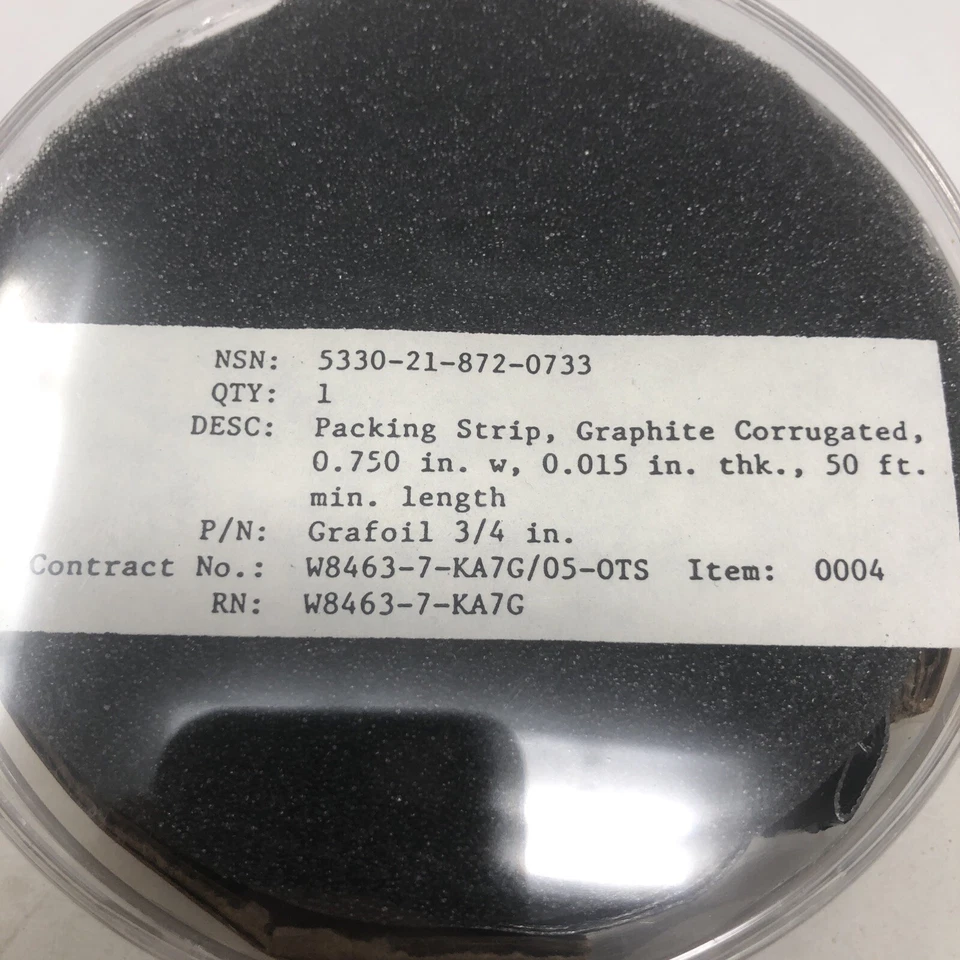 NSN: 5330-21-872-0733
QTY: 1
DESC: Packing Strip, Graphite Corrugated,
0.750 in. w, 0.015 in. thk., 50 ft.
min. length
P/N: Grafoil 3/4 in.
Contract No.: W8463-7-KA7G/05-OTS Item: 0004
RN: W8463-7-KA7G